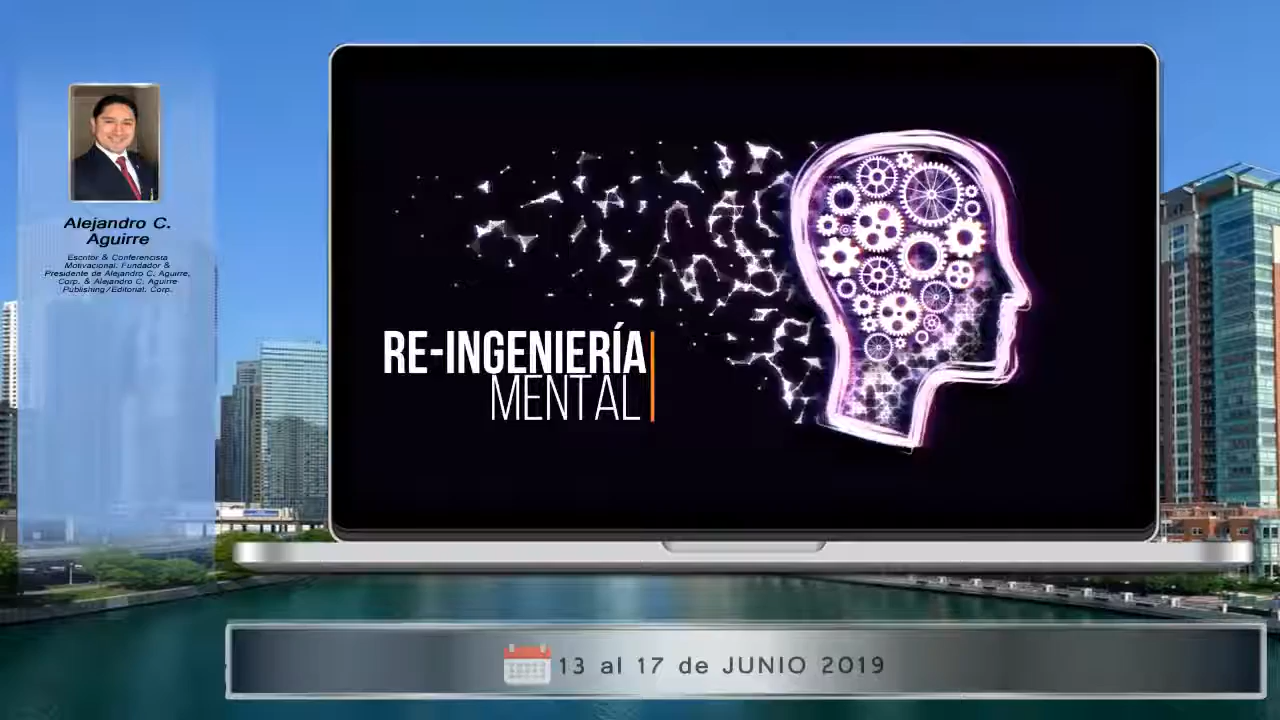 Alejandro C.
Aguirre
Escritor & Conferencista
Motivacional. Fundador &
Presidente de Alejandro C. Aguirre,
Corp. & Alejandro C. Aguirre
Publishing/Editorial, Corp.
RE-INGENIERÍA
MENTAL
13 al 17 de JUNIO 2019